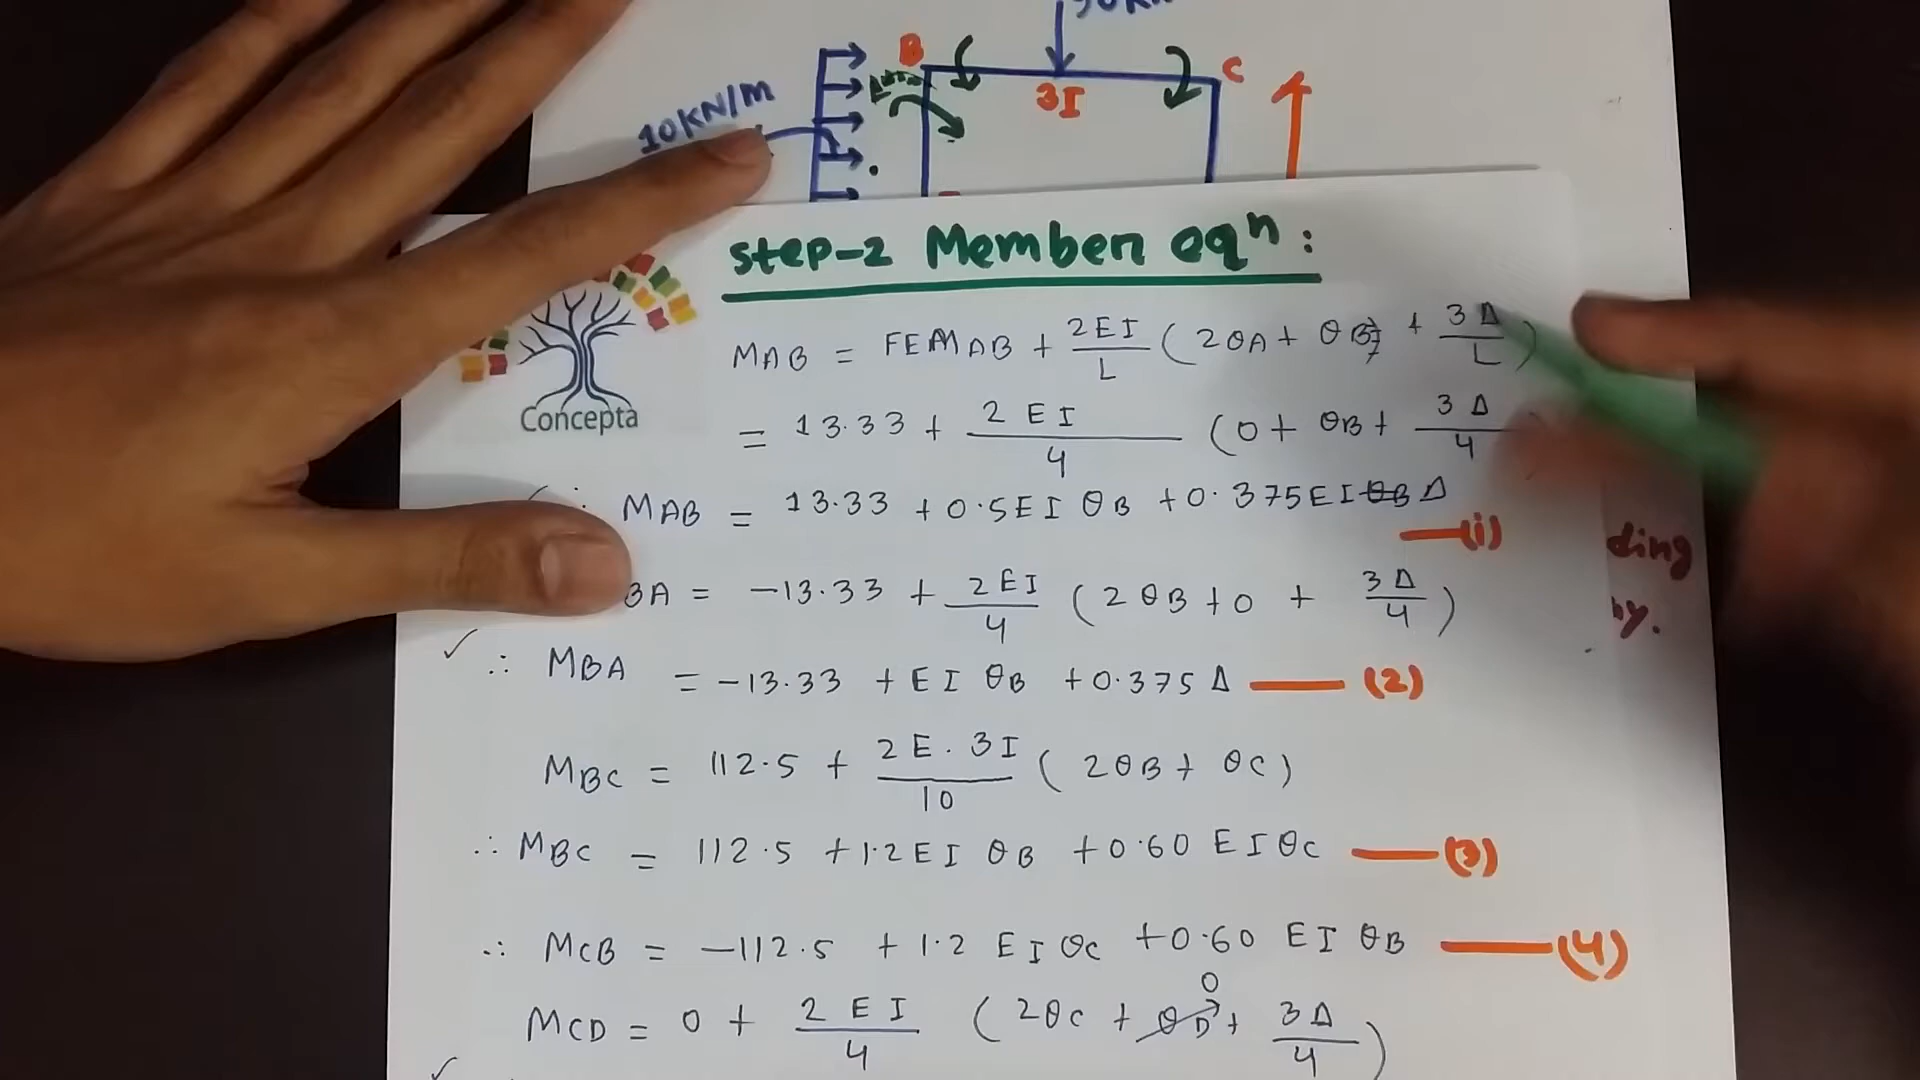 B
C
3I
10KN/m
Step-2 Member eqⁿ :
Concepta
MAB = FEMAB + 2EI/L (2θA + θB + 3Δ/L)
= 13.33 + 2EI/4 (0 + θB + 3Δ/4
∴ MAB = 13.33 + 0.5EI θB + 0.375EI Δ
(i)
ding
BA = -13.33 + 2EI/4 (2θB + 0 + 3Δ/4)
y.
∴ MBA = -13.33 + EI θB + 0.375 Δ (2)
MBC = 112.5 + 2E.3I/10 (2θB + θC)
∴ MBC = 112.5 + 1.2EI θB + 0.60 EIθC (3)
∴ MCB = -112.5 + 1.2 EIθC + 0.60 EI θB (4)
0
MCD = 0 + 2EI/4 (2θC + θD + 3Δ/4)